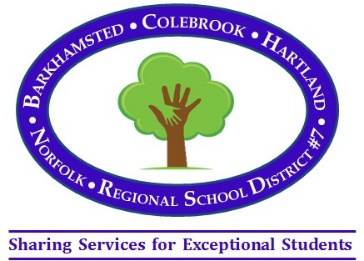 BARKHAMSTED • COLEBROOK • HARTLAND •
NORFOLK • REGIONAL SCHOOL DISTRICT #7 •
Sharing Services for Exceptional Students